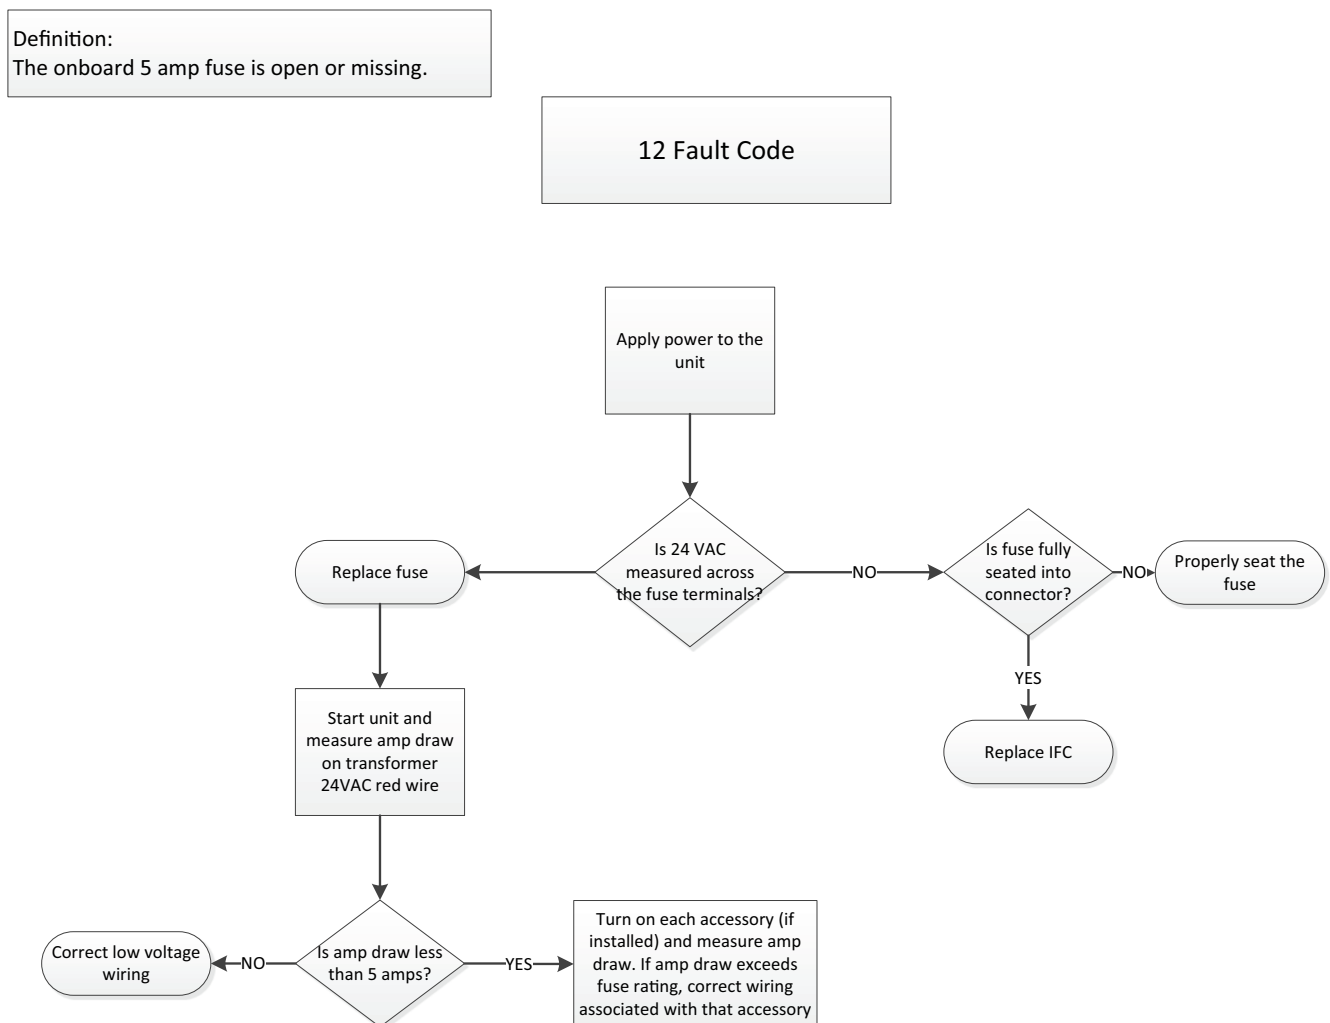 Definition:
The onboard 5 amp fuse is open or missing.
12 Fault Code
Apply power to the
unit
Is 24 VAC
measured across
the fuse terminals?
Replace fuse
NO
Is fuse fully
seated into
connector?
NO
Properly seat the
fuse
YES
Replace IFC
Start unit and
measure amp draw
on transformer
24VAC red wire
Is amp draw less
than 5 amps?
NO
Correct low voltage
wiring
YES
Turn on each accessory (if
installed) and measure amp
draw. If amp draw exceeds
fuse rating, correct wiring
associated with that accessory